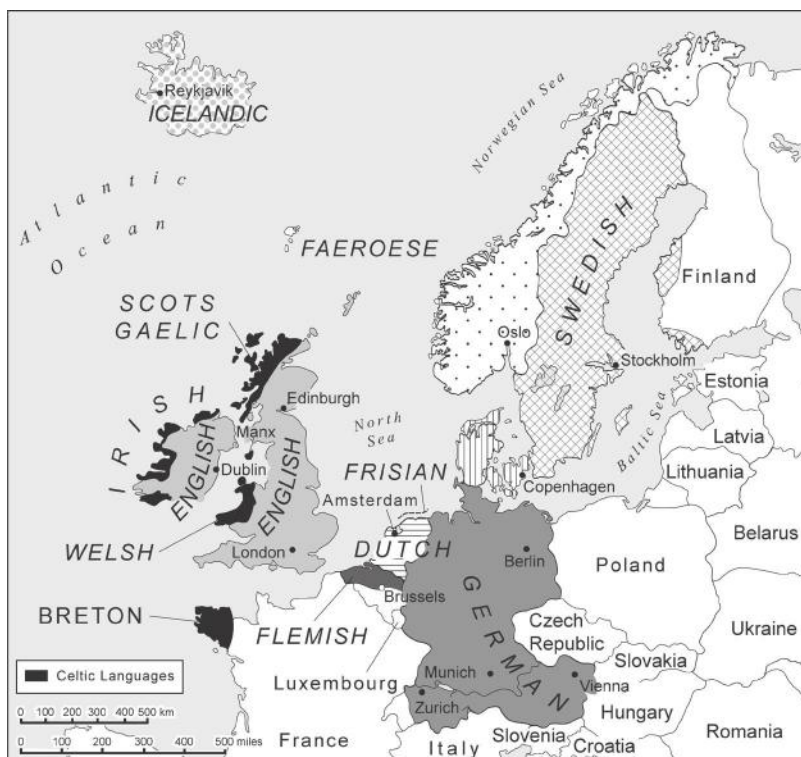 Reykjavik
ICELANDIC
Norwegian Sea
Atlantic
Ocean
FAEROESE
SWEDISH
Finland
SCOTS
GAELIC
Oslo
Stockholm
Edinburgh
North
Sea
Baltic Sea
Estonia
IRISH
Manx
Latvia
ENGLISH
Dublin
ENGLISH
FRISIAN
Lithuania
Copenhagen
Amsterdam
WELSH
London
DUTCH
Berlin
Belarus
Poland
GERMAN
BRETON
Brussels
FLEMISH
Czech
Republic
Ukraine
Slovakia
Celtic Languages
Luxembourg
Munich
Vienna
Zurich
Hungary
0 100 200 300 400 500 km
0 100 200 300 400 500 miles
France
Italy
Slovenia
Croatia
Romania